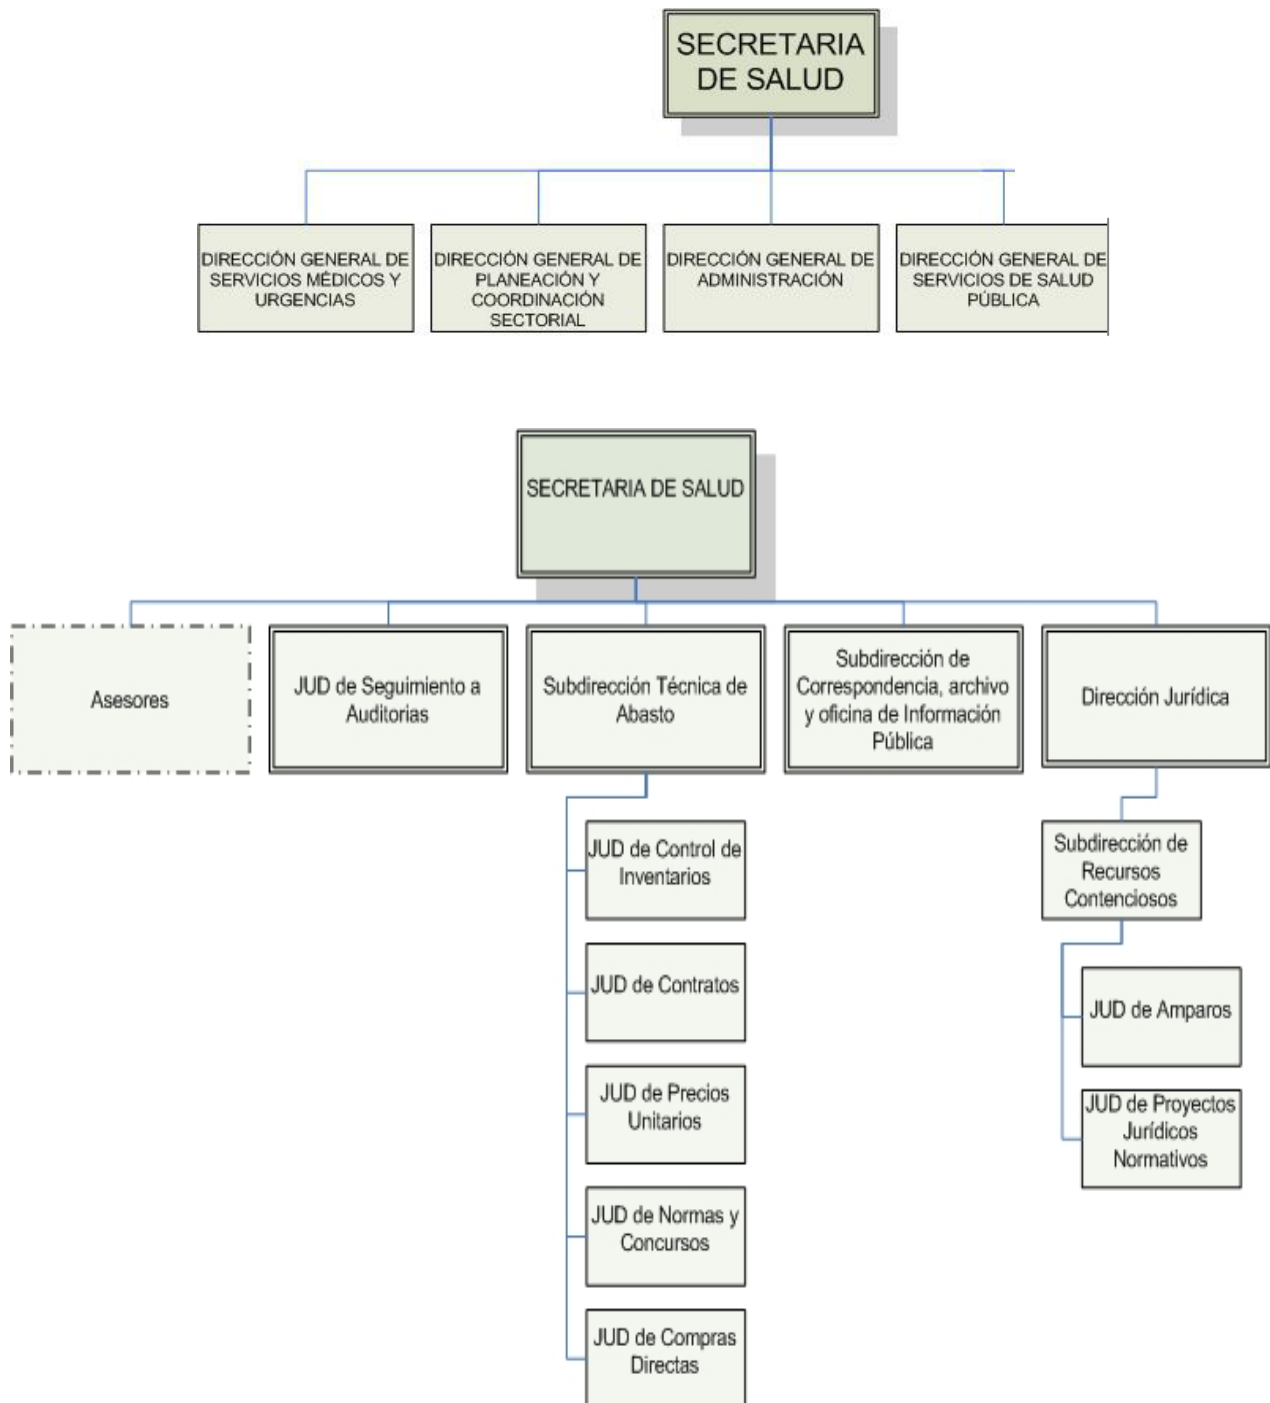 SECRETARIA
DE SALUD
DIRECCIÓN GENERAL DE
SERVICIOS MÉDICOS Y
URGENCIAS
DIRECCIÓN GENERAL DE
PLANEACIÓN Y
COORDINACIÓN
SECTORIAL
DIRECCIÓN GENERAL DE
ADMINISTRACIÓN
DIRECCIÓN GENERAL DE
SERVICIOS DE SALUD
PÚBLICA
SECRETARIA DE SALUD
Asesores
JUD de Seguimiento a
Auditorias
Subdirección Técnica de
Abasto
Subdirección de
Correspondencia, archivo
y oficina de Información
Pública
Dirección Jurídica
JUD de Control de
Inventarios
JUD de Contratos
JUD de Precios
Unitarios
JUD de Normas y
Concursos
JUD de Compras
Directas
Subdirección de
Recursos
Contenciosos
JUD de Amparos
JUD de Proyectos
Jurídicos
Normativos